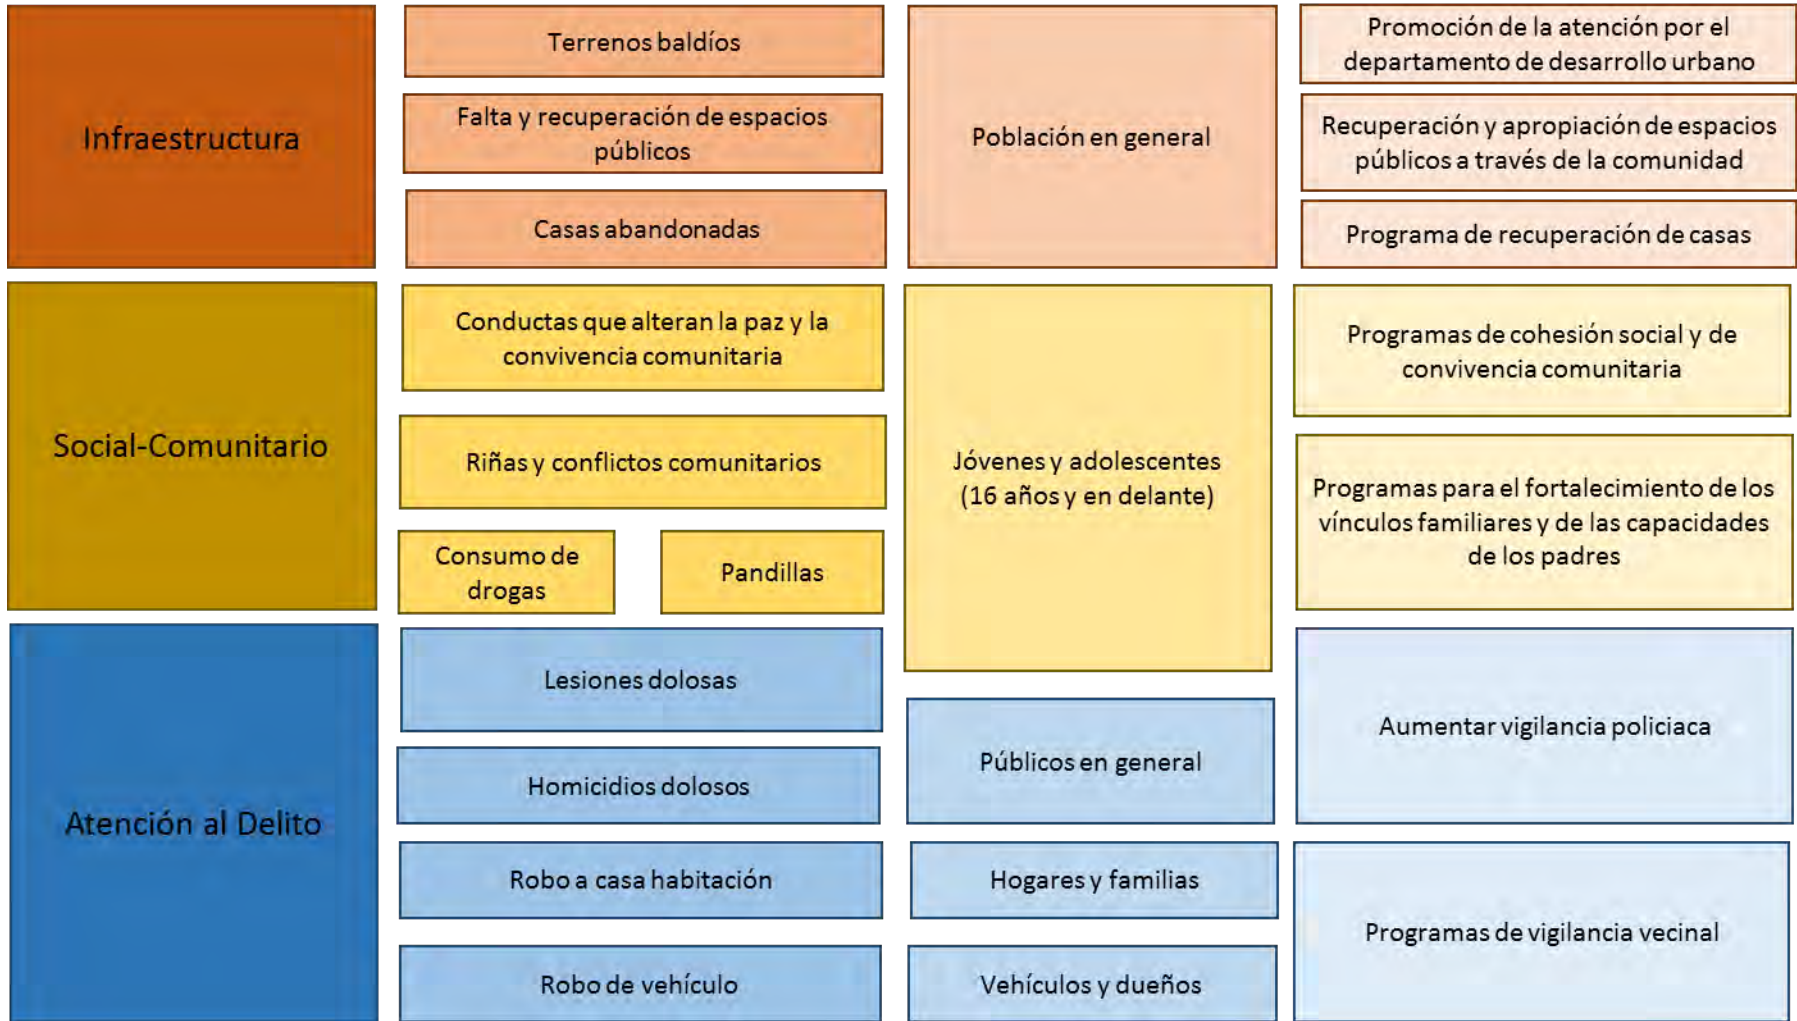 Infraestructura
Terrenos baldíos
Falta y recuperación de espacios
públicos
Casas abandonadas
Población en general
Promoción de la atención por el
departamento de desarrollo urbano
Recuperación y apropiación de espacios
públicos a través de la comunidad
Programa de recuperación de casas
Social-Comunitario
Conductas que alteran la paz y la
convivencia comunitaria
Riñas y conflictos comunitarios
Consumo de
drogas
Pandillas
Jóvenes y adolescentes
(16 años y en delante)
Programas de cohesión social y de
convivencia comunitaria
Programas para el fortalecimiento de los
vínculos familiares y de las capacidades
de los padres
Atención al Delito
Lesiones dolosas
Homicidios dolosos
Robo a casa habitación
Robo de vehículo
Públicos en general
Hogares y familias
Vehículos y dueños
Aumentar vigilancia policiaca
Programas de vigilancia vecinal